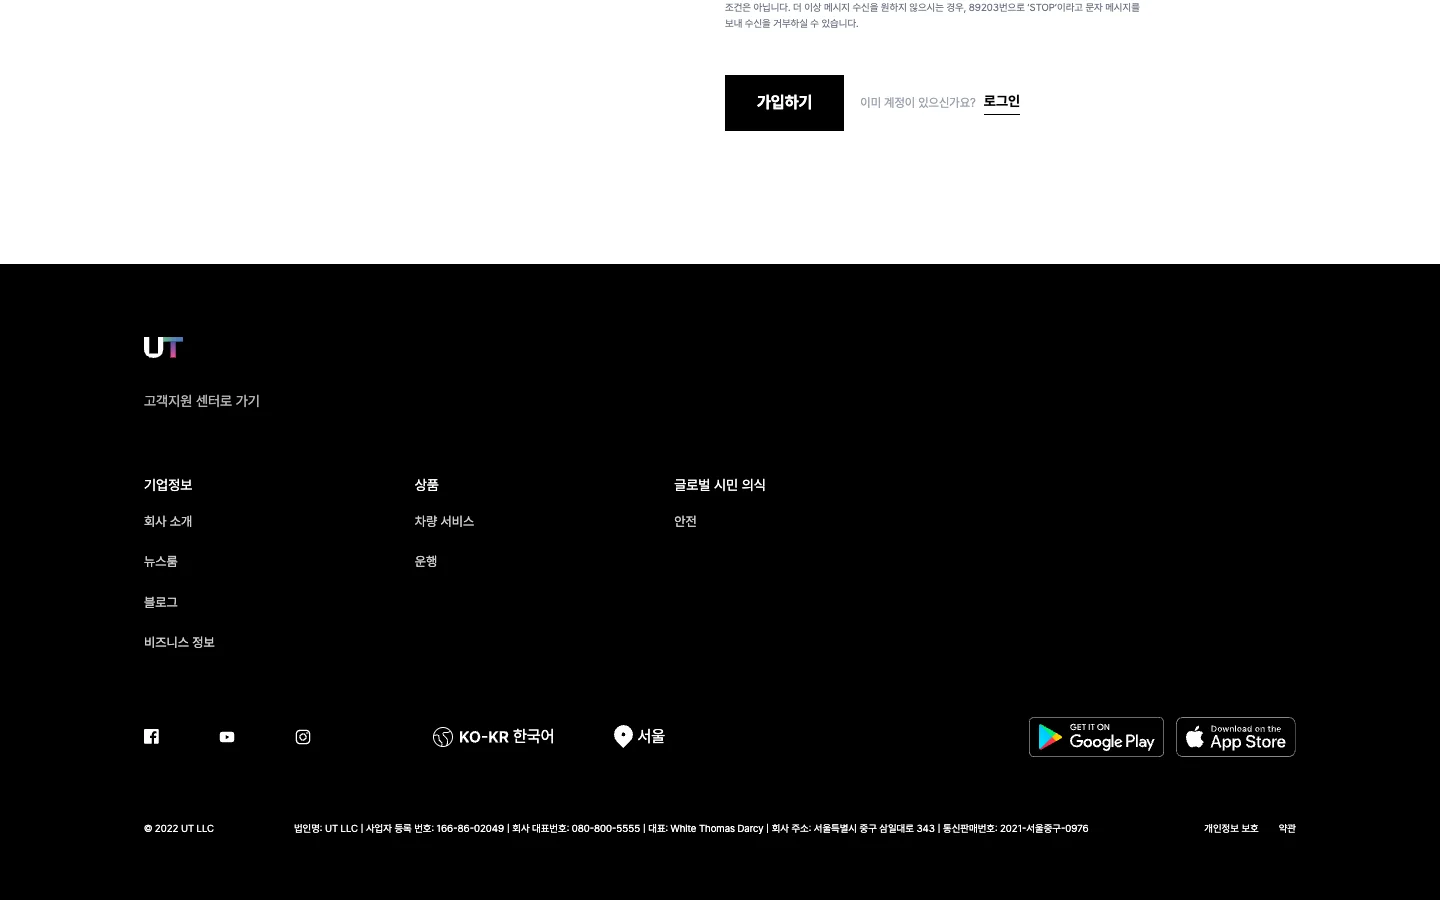 조건은 아닙니다. 더 이상 메시지 수신을 원하지 않으시는 경우, 89203번으로 'STOP'이라고 문자 메시지를
보내 수신을 거부하실 수 있습니다.
가입하기
이미 계정이 있으신가요? 로그인
UT
고객지원 센터로 가기
기업정보
회사 소개
뉴스룸
블로그
비즈니스 정보
상품
차량 서비스
운행
글로벌 시민 의식
안전
KO-KR 한국어
서울
GET IT ON
Google Play
Download on the
App Store
© 2022 UT LLC
법인명: UT LLC | 사업자 등록 번호: 166-86-02049 | 회사 대표번호: 080-800-5555 | 대표: White Thomas Darcy | 회사 주소: 서울특별시 중구 삼일대로 343 | 통신판매번호: 2021-서울중구-0976
개인정보 보호
약관